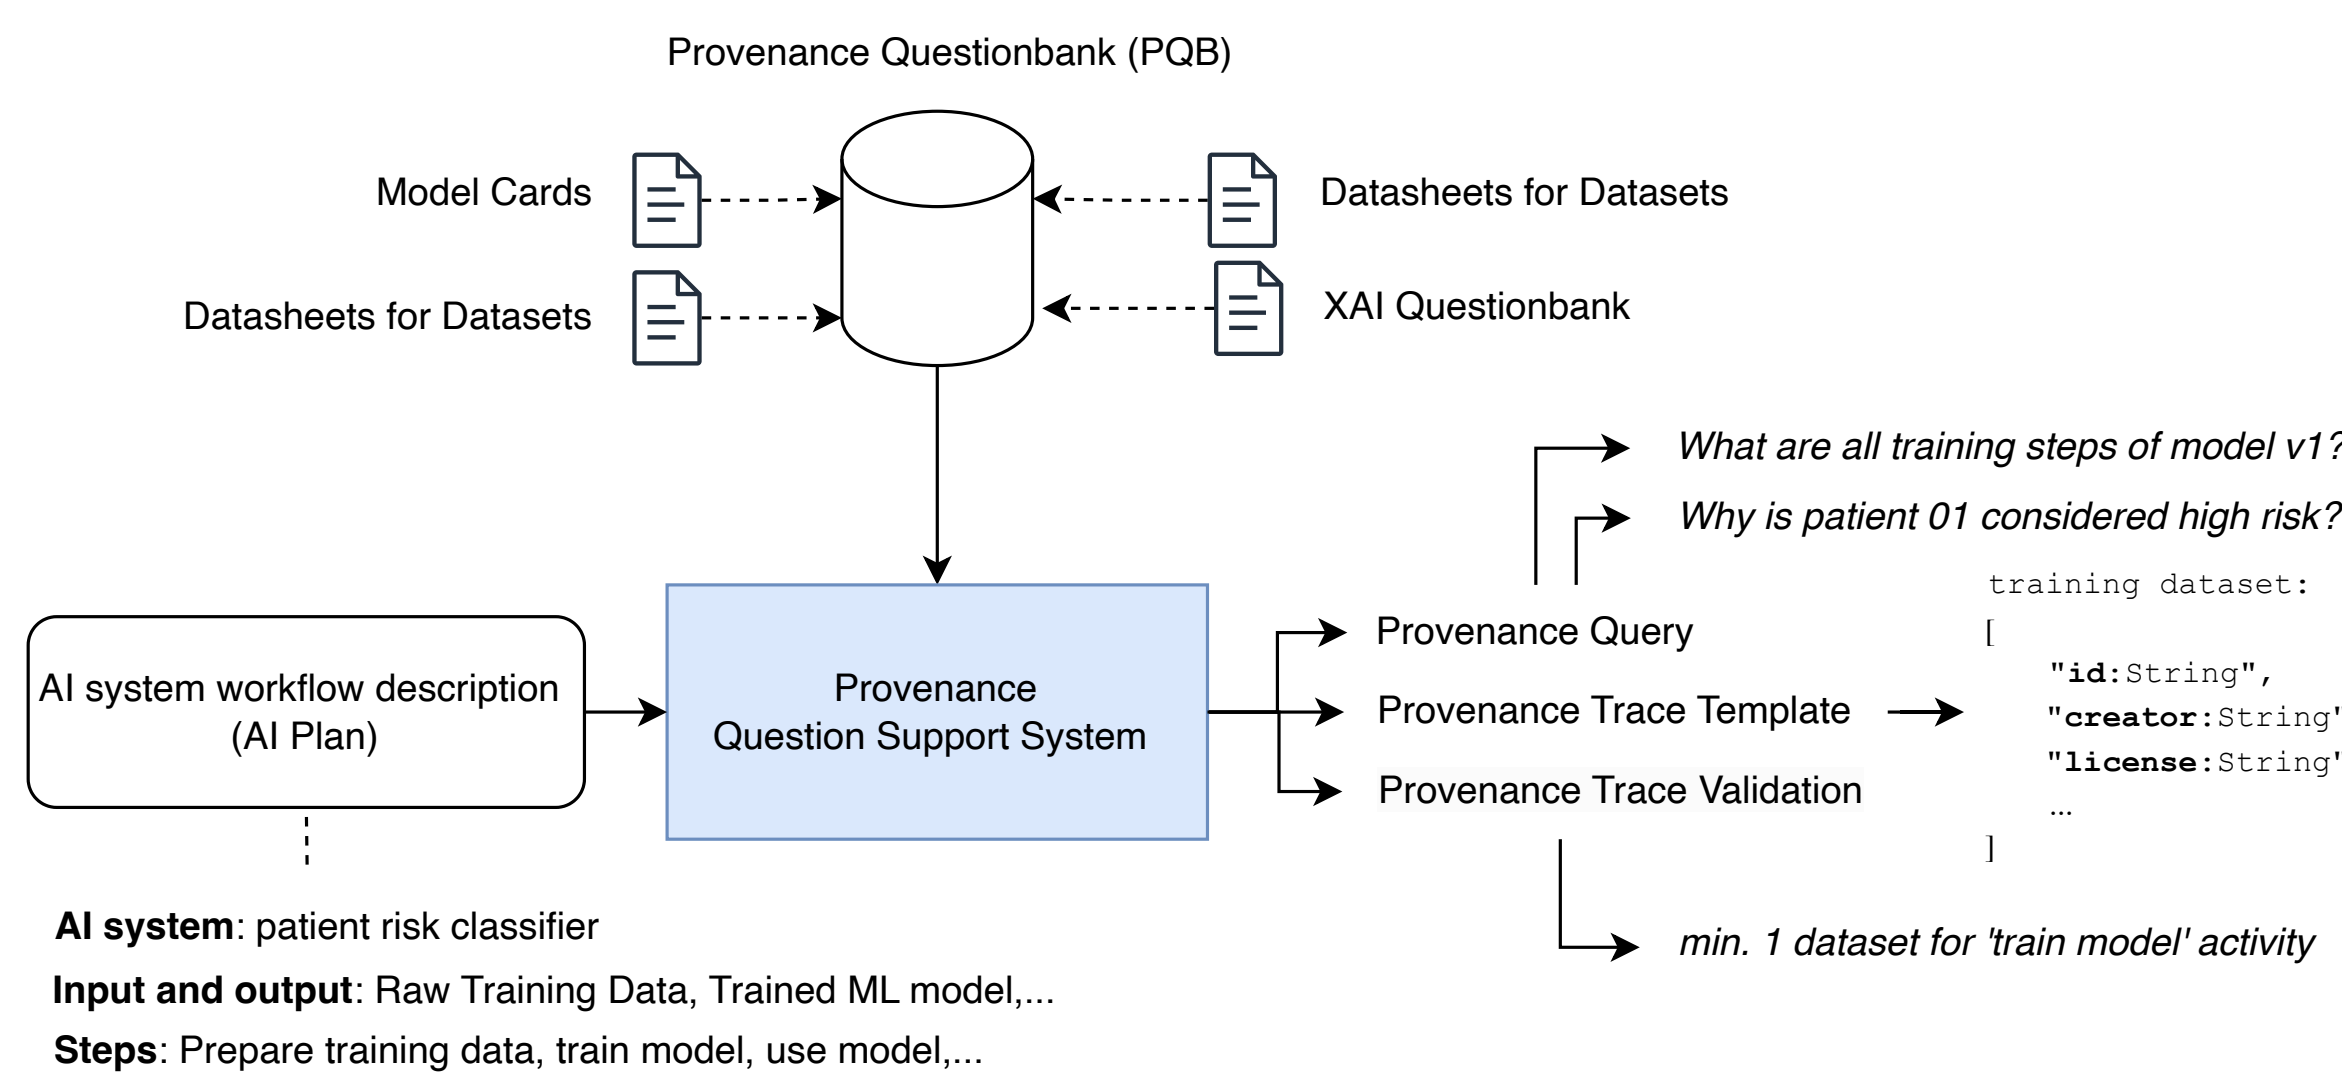 Provenance Questionbank (PQB)
Model Cards
Datasheets for Datasets
Datasheets for Datasets
XAI Questionbank
What are all training steps of model v1?
Why is patient 01 considered high risk?
AI system workflow description
(AI Plan)
Provenance
Question Support System
Provenance Query
Provenance Trace Template
Provenance Trace Validation
training dataset:
[
"id:String",
"creator:String"
"license:String"
...
]
min. 1 dataset for 'train model' activity
AI system: patient risk classifier
Input and output: Raw Training Data, Trained ML model,...
Steps: Prepare training data, train model, use model,...